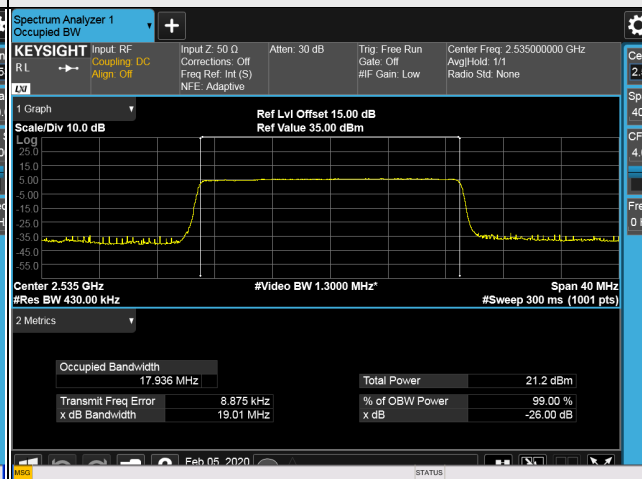 Spectrum Analyzer 1
Occupied BW
KEYSIGHT
R L
LXI
Input: RF
Coupling: DC
Align: Off
Input Z: 50 Ω
Corrections: Off
Freq Ref: Int (S)
NFE: Adaptive
Atten: 30 dB
Trig: Free Run
Gate: Off
#IF Gain: Low
Center Freq: 2.535000000 GHz
Avg|Hold: 1/1
Radio Std: None
1 Graph
Scale/Div 10.0 dB
Ref Lvl Offset 15.00 dB
Ref Value 35.00 dBm
Log
25.0
15.0
5.00
-5.00
-15.0
-25.0
-35.0
-45.0
-55.0
Center 2.535 GHz
#Res BW 430.00 kHz
#Video BW 1.3000 MHz*
Span 40 MHz
#Sweep 300 ms (1001 pts)
2 Metrics
Occupied Bandwidth
17.936 MHz
Transmit Freq Error 8.875 kHz
x dB Bandwidth 19.01 MHz
Total Power 21.2 dBm
% of OBW Power 99.00 %
x dB -26.00 dB
Feb 05, 2020
MSG
STATUS